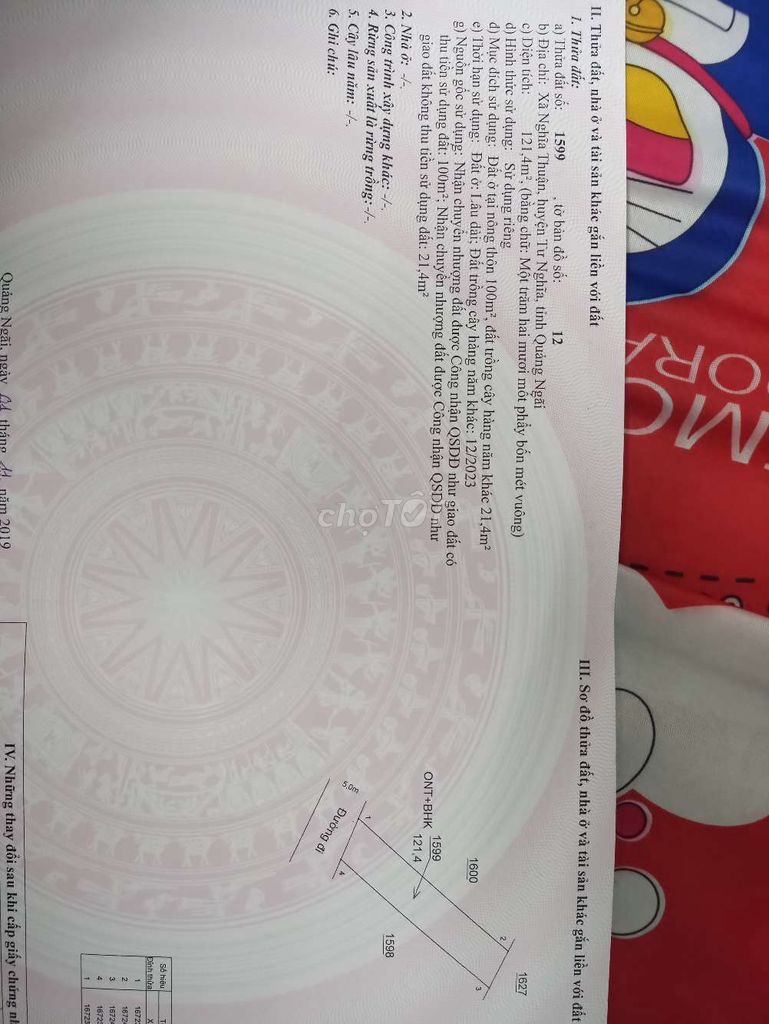 II. Thửa đất, nhà ở và tài sản khác gắn liền với đất
1. Thửa đất:
a) Thửa đất số: 1599 , tờ bản đồ số: 12
b) Địa chỉ: Xã Nghĩa Thuận, huyện Tư Nghĩa, tỉnh Quảng Ngãi
c) Diện tích: 121,4m², (bằng chữ: Một trăm hai mươi mốt phẩy bốn mét vuông)
d) Hình thức sử dụng: Sử dụng riêng
đ) Mục đích sử dụng: Đất ở tại nông thôn 100m², đất trồng cây hàng năm khác 21,4m²
e) Thời hạn sử dụng: Đất ở: Lâu dài; Đất trồng cây hàng năm khác: 12/2023
g) Nguồn gốc sử dụng: Nhận chuyển nhượng đất được Công nhận QSDĐ như giao đất có
thu tiền sử dụng đất: 100m²; Nhận chuyển nhượng đất được Công nhận QSDĐ như
giao đất không thu tiền sử dụng đất: 21,4m²
2. Nhà ở: -/-.
3. Công trình xây dựng khác: -/-.
4. Rừng sản xuất là rừng trồng: -/-.
5. Cây lâu năm: -/-.
6. Ghi chú:
Quảng Ngãi, ngày tháng năm 2019
III. Sơ đồ thửa đất, nhà ở và tài sản khác gắn liền với đất
1627
2
3
1600
ONT+BHK 1599
121,4
1598
1
4
Đường đi
5,0m
Số hiệu
Đỉnh thửa
X
1
2
3
4
1
IV. Những thay đổi sau khi cấp giấy chứng nh
chợTỐT